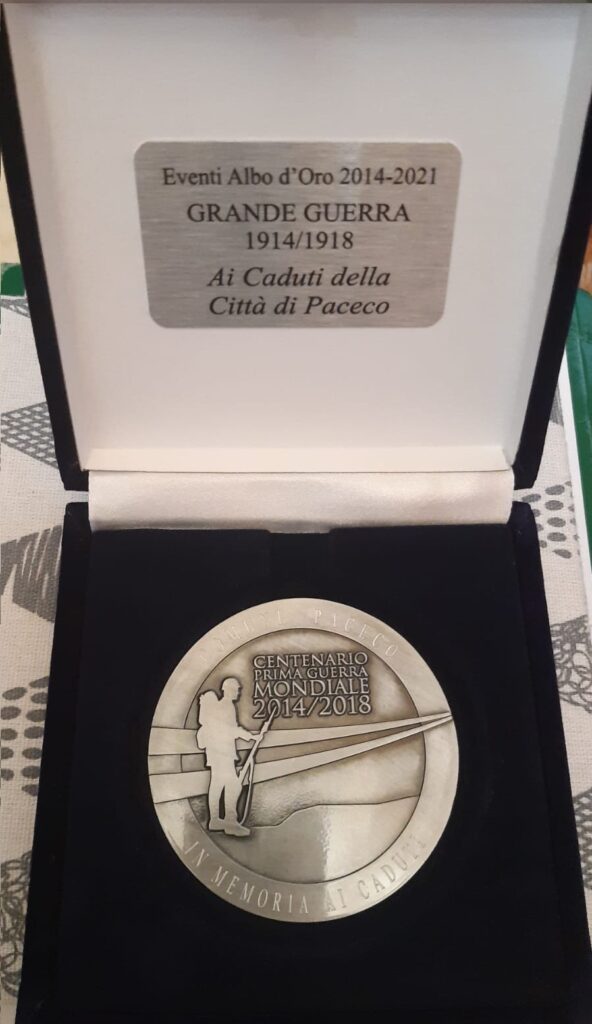 Eventi Albo d'Oro 2014-2021
GRANDE GUERRA
1914/1918
Ai Caduti della
Città di Paceco
PACECO
CENTENARIO
PRIMA GUERRA
MONDIALE
2014/2018
IN MEMORIA AI CADUTI